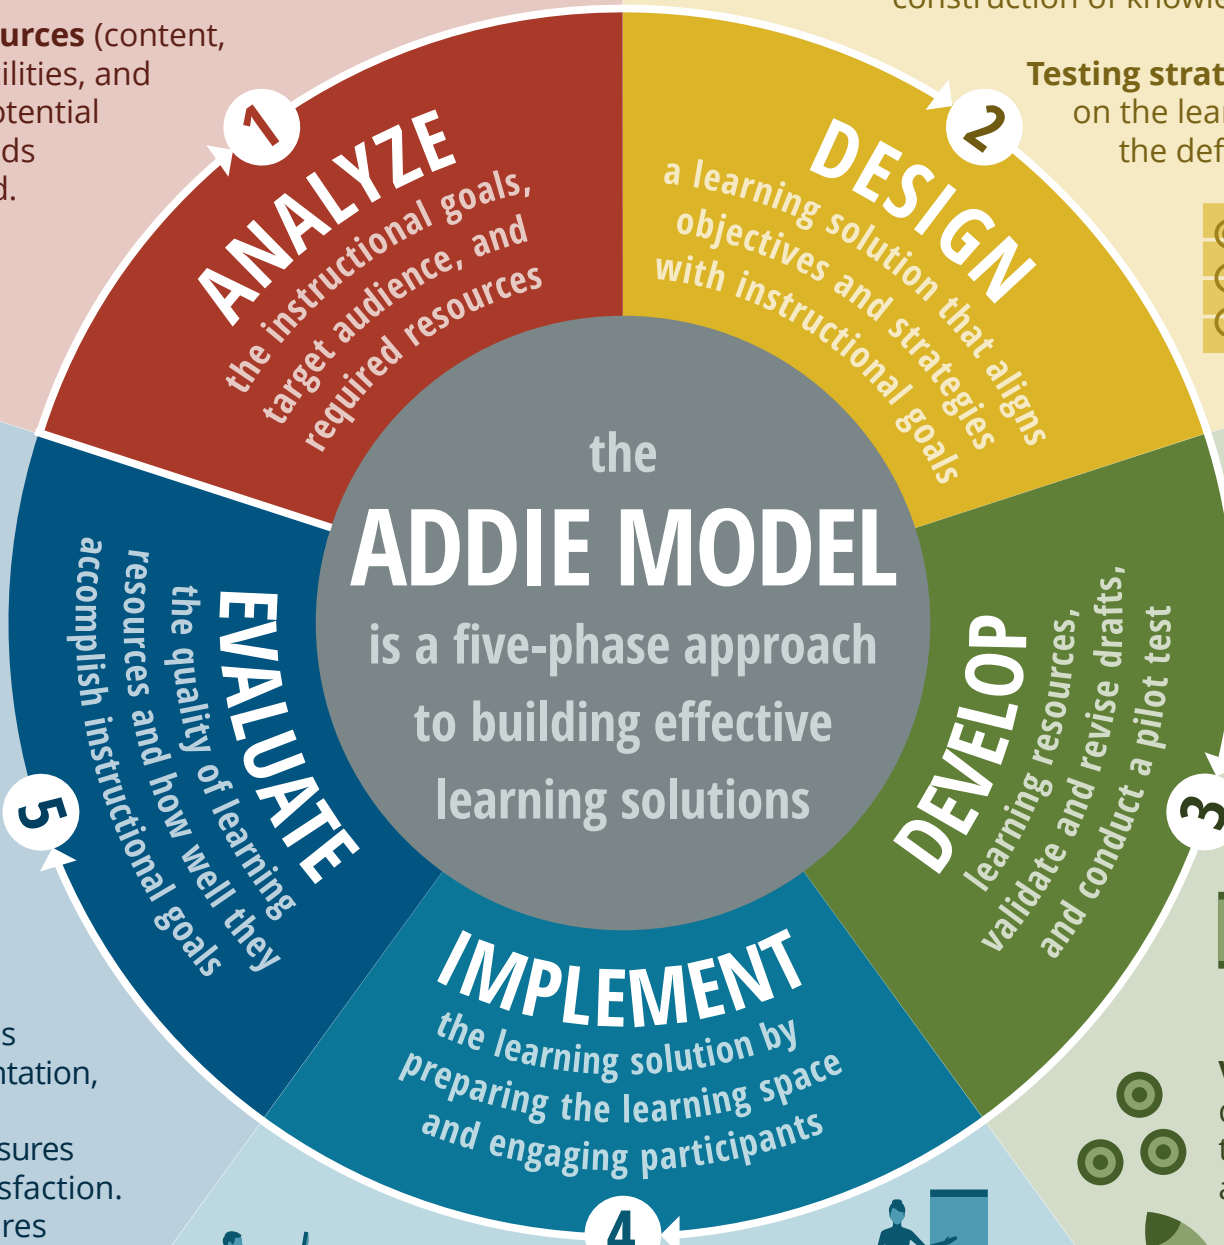 (content,
and
Testing
on the
the
1
ANALYZE
the instructional goals,
target audience, and
required resources
2
DESIGN
a learning solution that aligns
objectives and strategies
with instructional goals
the
ADDIE MODEL
is a five-phase approach
to building effective
learning solutions
3
DEVELOP
learning resources,
validate and revise drafts,
and conduct a pilot test
4
IMPLEMENT
the learning solution by
preparing the learning space
and engaging participants
5
EVALUATE
the quality of learning
resources and how well they
accomplish instructional goals